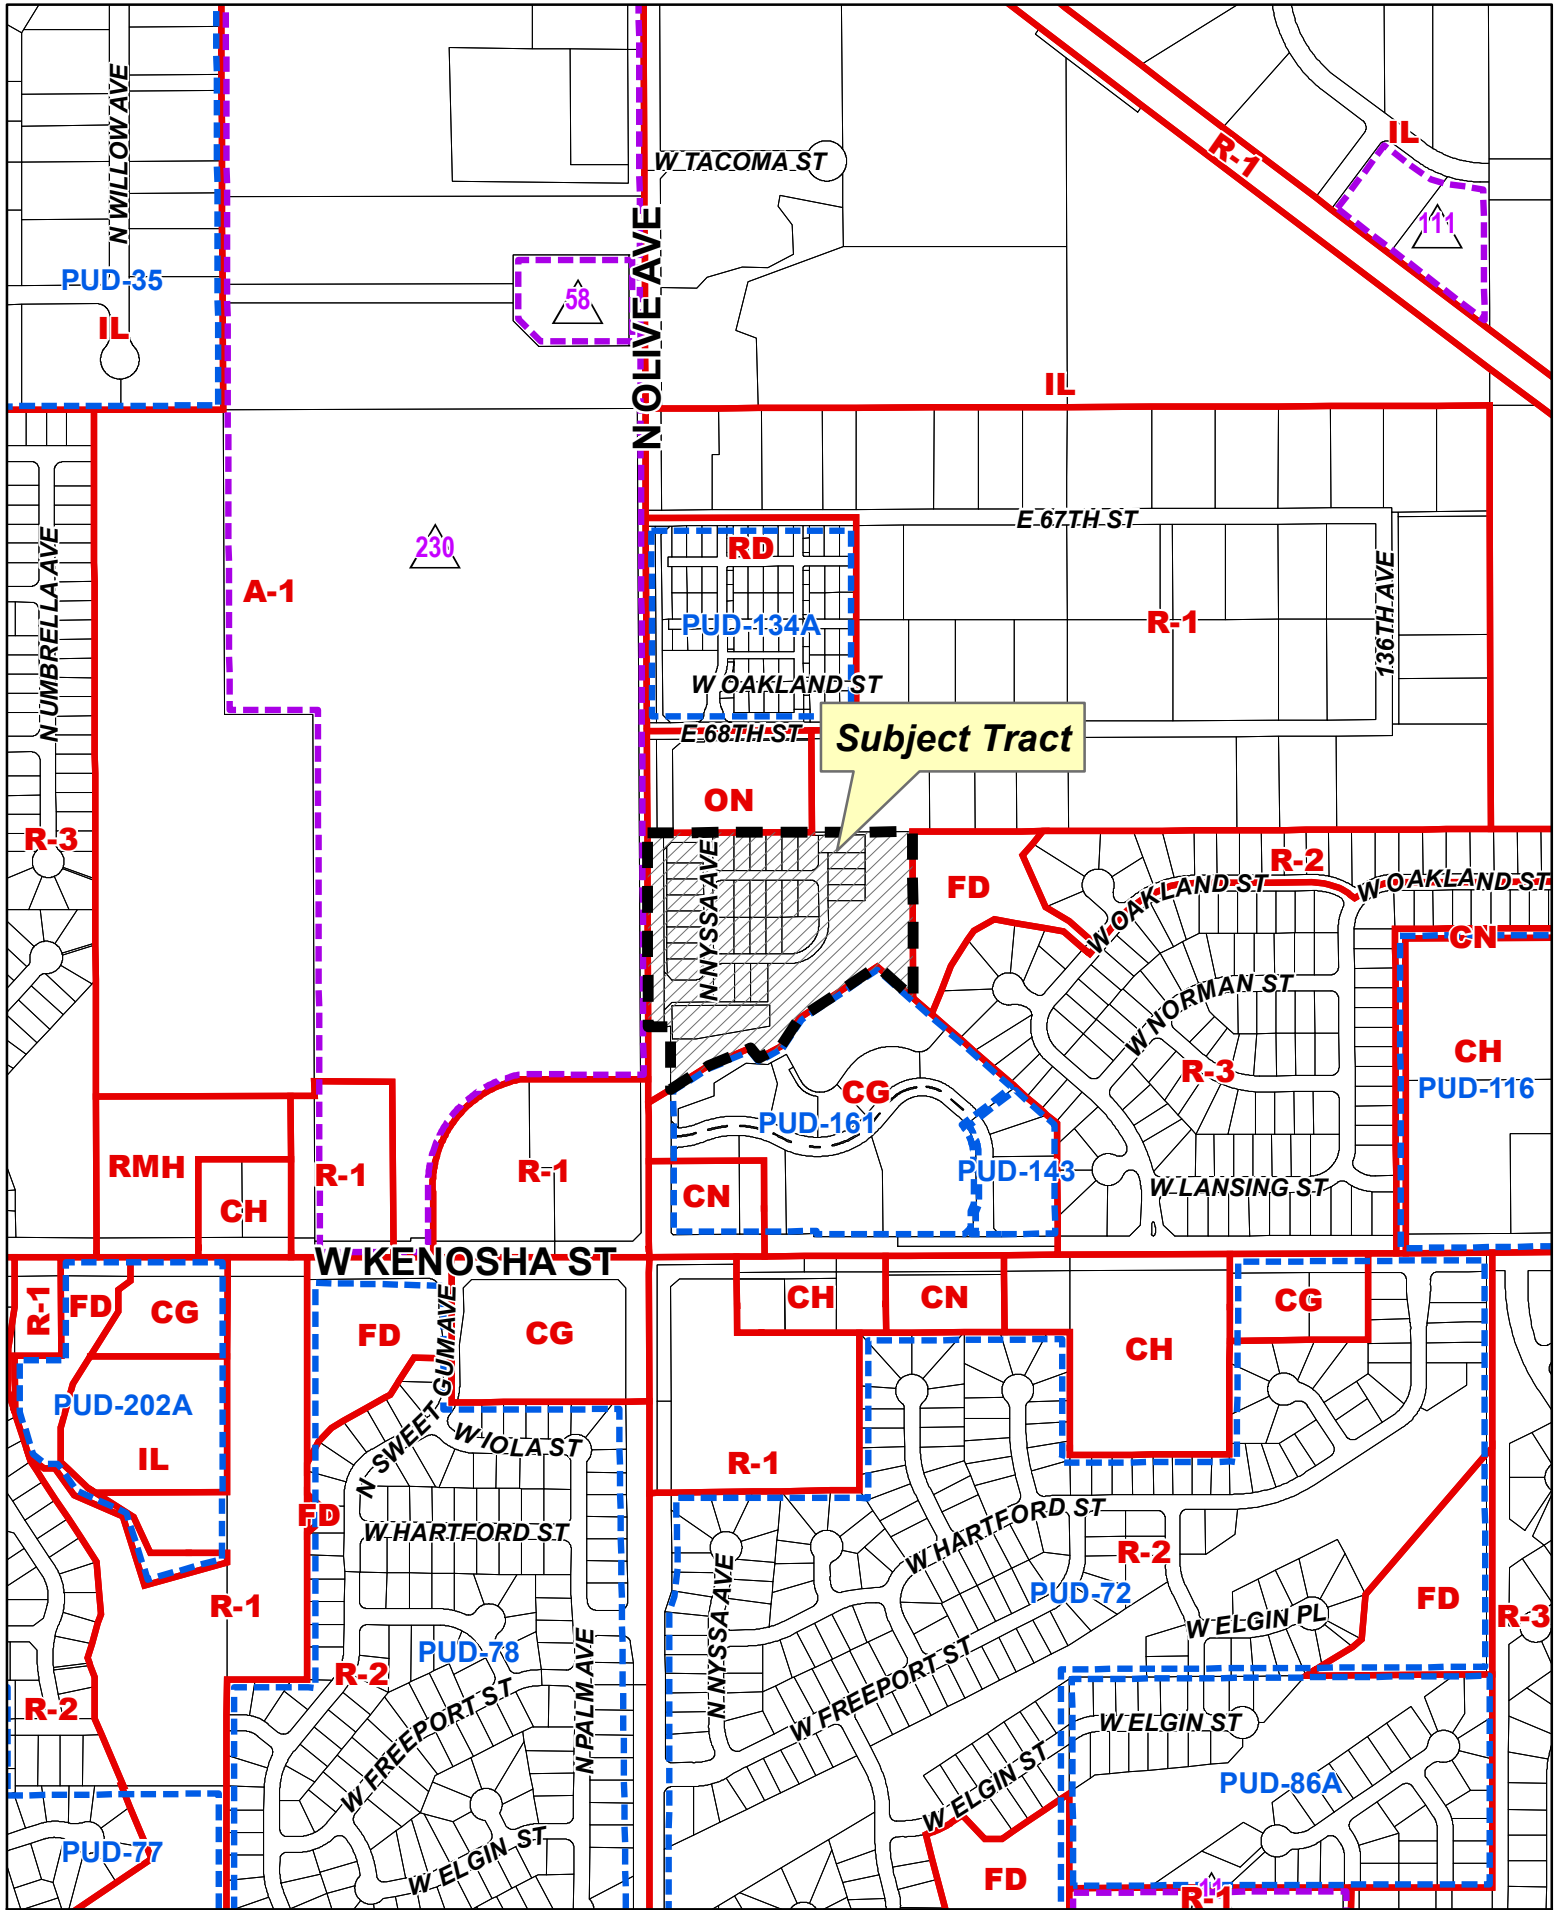 N WILLOW AVE
W TACOMA ST
R-1
IL
111
N OLIVE AVE
PUD-35
58
IL
IL
E 67TH ST
N UMBRELLA AVE
230
RD
A-1
PUD-134A
R-1
136TH AVE
W OAKLAND ST
E 68TH ST
Subject Tract
ON
R-3
N NYSSA AVE
FD
R-2
W OAKLAND ST
W OAKLAND ST
CN
W NORMAN ST
CH
R-3
PUD-116
CG
PUD-161
RMH
R-1
R-1
PUD-143
CN
W LANSING ST
CH
W KENOSHA ST
R-1
FD
CG
FD
N SWEET GUM AVE
CG
CH
CN
CG
CH
PUD-202A
W IOLA ST
IL
R-1
FD
W HARTFORD ST
W HARTFORD ST
R-2
N NYSSA AVE
PUD-72
FD
R-1
W ELGIN PL
R-3
PUD-78
R-2
N PALM AVE
W FREEPORT ST
R-2
W FREEPORT ST
W ELGIN ST
PUD-86A
W ELGIN ST
PUD-77
W ELGIN ST
FD
11
R-1